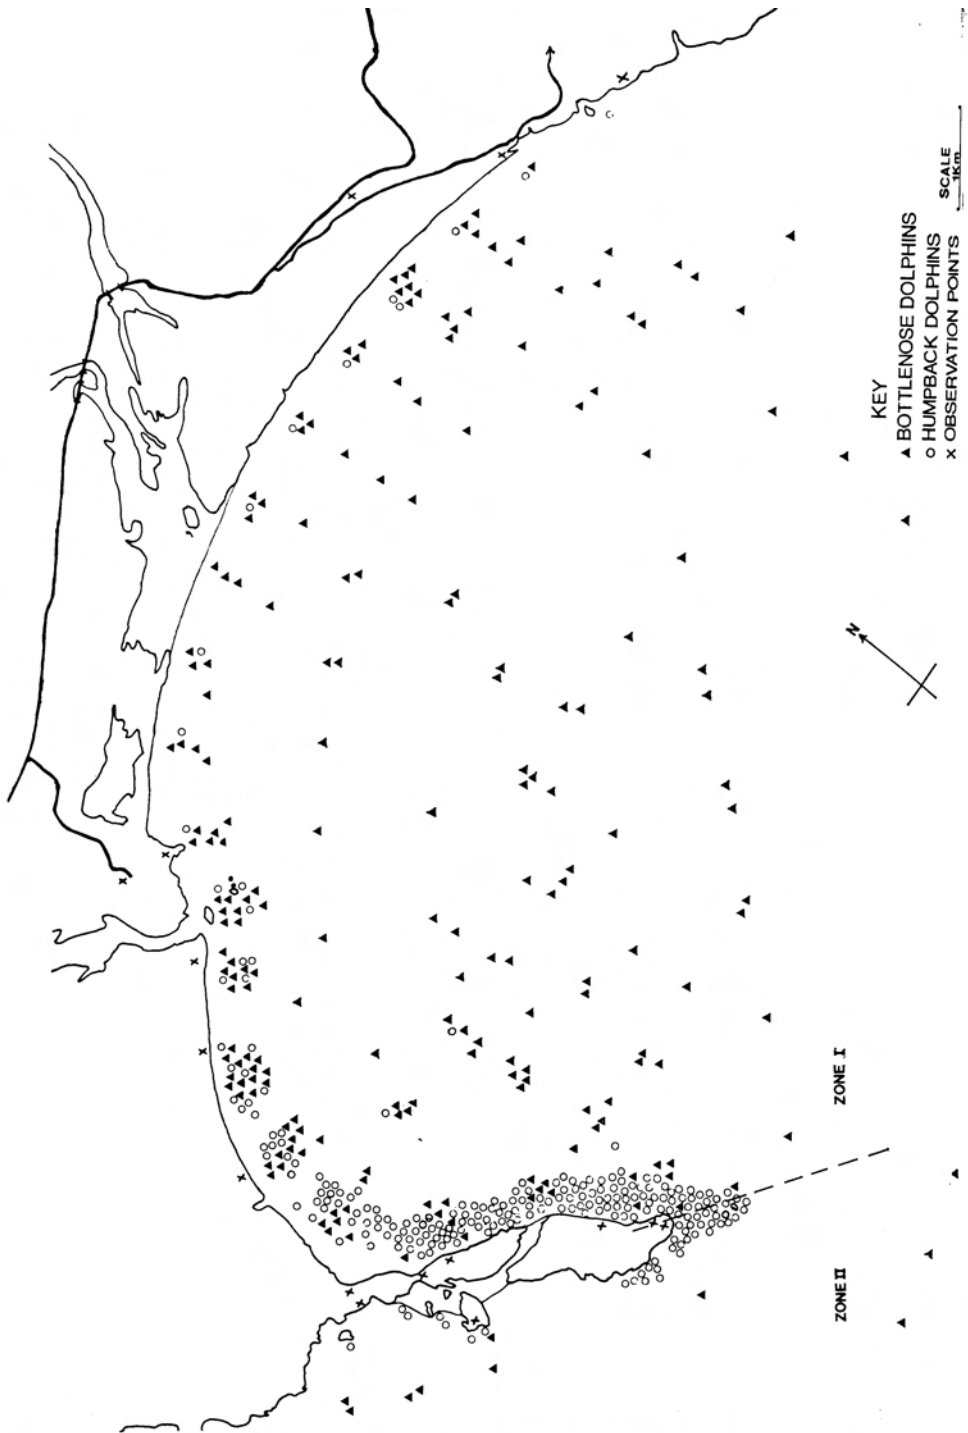 N
SCALE
1Km
KEY
▲ BOTTLENOSE DOLPHINS
○ HUMPBACK DOLPHINS
x OBSERVATION POINTS
ZONE I
ZONE II